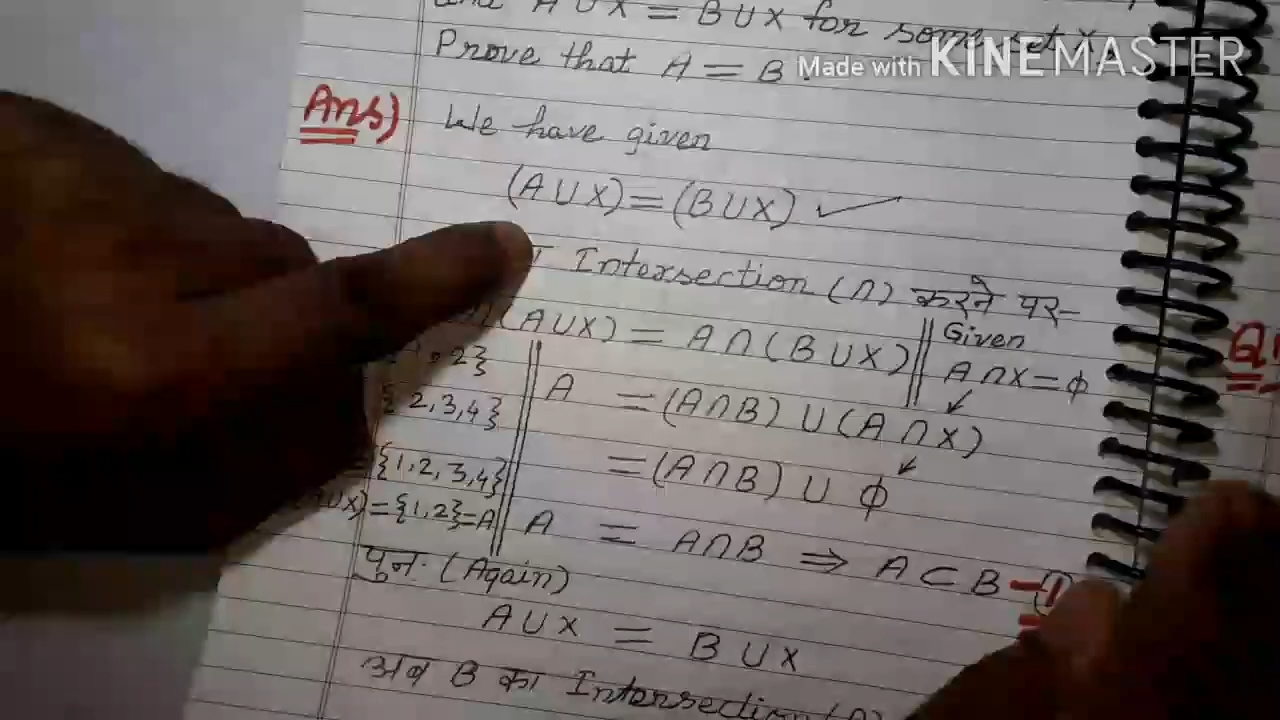 A U X = B U X for some set X
Prove that A = B.
Made with KINEMASTER
Ans) We have given
(A U X) = (B U X) ✓
Intersection (∩) करने पर-
∩(A U X) = A ∩ (B U X) || Given
A ∩ X = ϕ
2}
{2,3,4}
{1,2,3,4}
U X) = {1,2} = A
A = (A ∩ B) U (A ∩ X)
= (A ∩ B) U ϕ
A = A ∩ B ⇒ A ⊂ B -①
पुन: (Again)
A U X = B U X
अब B का Intersection (∩)
Q